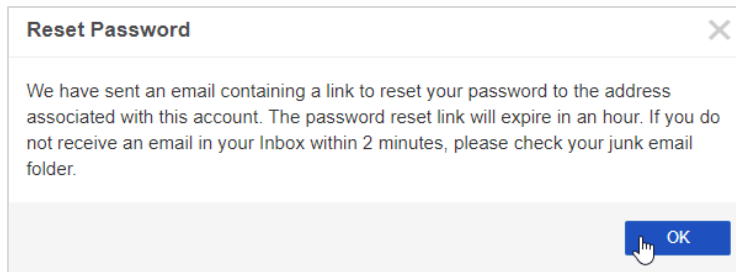 Reset Password
We have sent an email containing a link to reset your password to the address
associated with this account. The password reset link will expire in an hour. If you do
not receive an email in your Inbox within 2 minutes, please check your junk email
folder.
OK